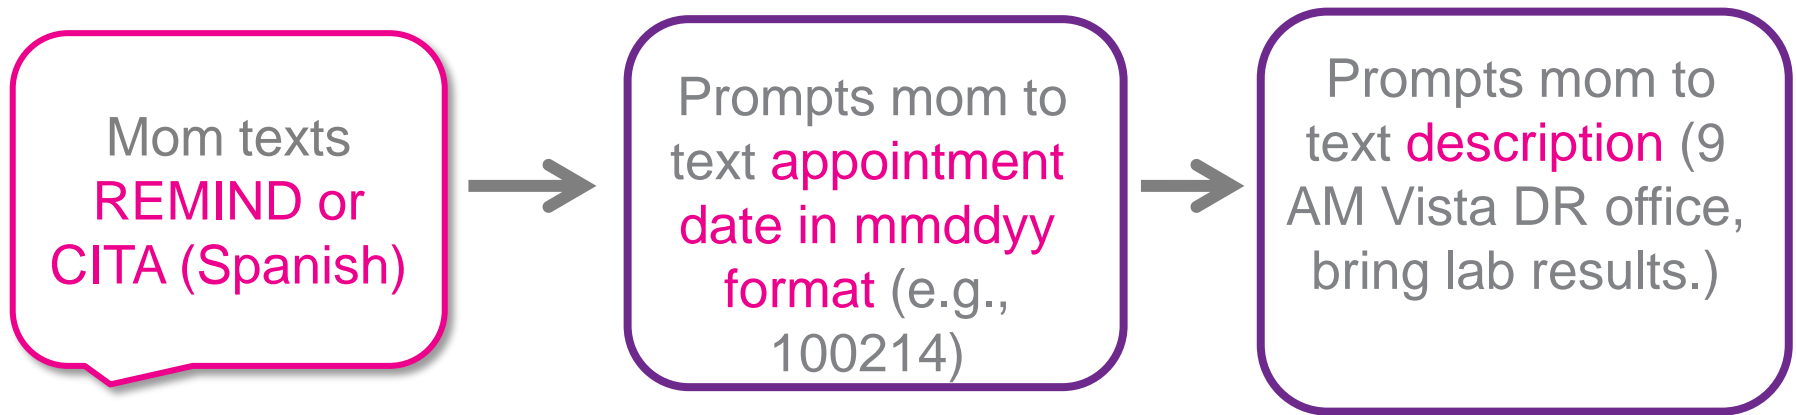 Mom texts
REMIND or
CITA (Spanish)
Prompts mom to
text appointment
date in mmddyy
format (e.g.,
100214)
Prompts mom to
text description (9
AM Vista DR office,
bring lab results.)